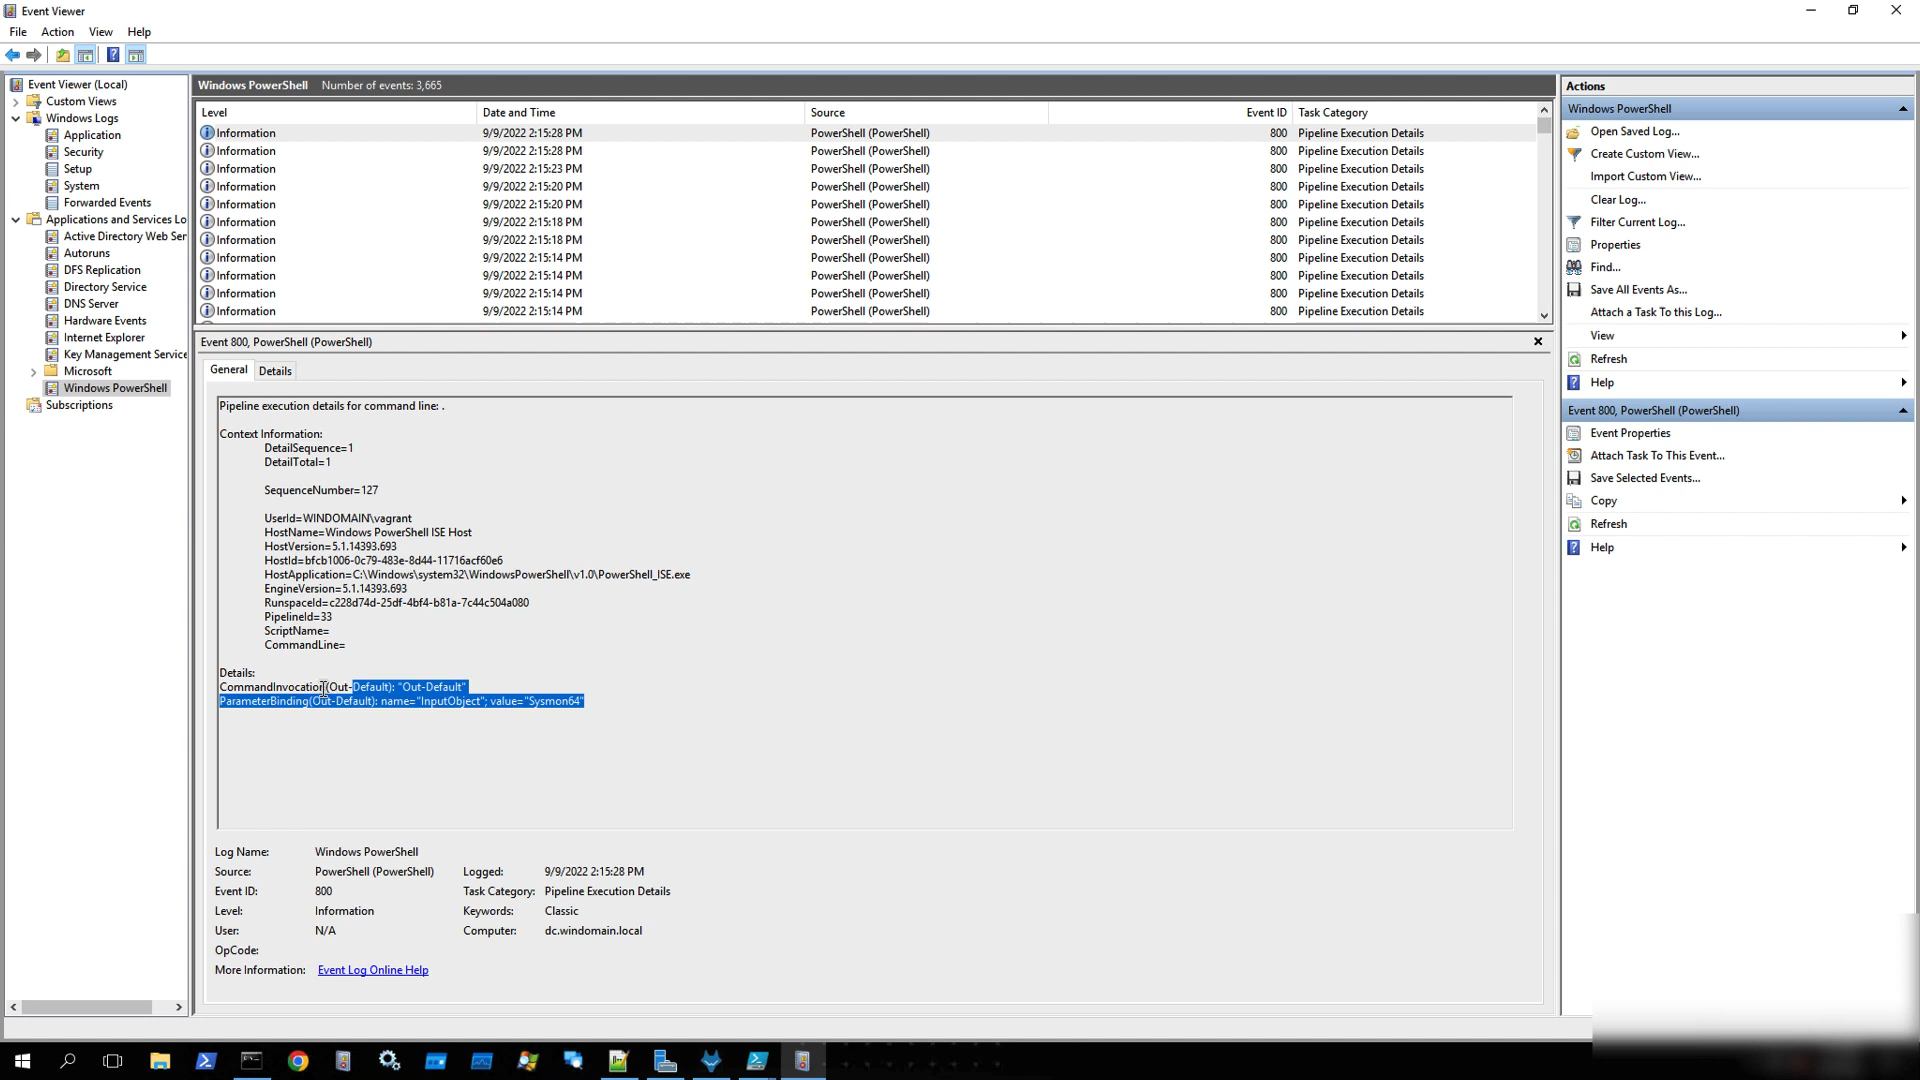 Event Viewer
File Action View Help
Event Viewer (Local)
Custom Views
Windows Logs
Application
Security
Setup
System
Forwarded Events
Applications and Services Lo
Active Directory Web Ser
Autoruns
DFS Replication
Directory Service
DNS Server
Hardware Events
Internet Explorer
Key Management Service
Microsoft
Windows PowerShell
Subscriptions
Windows PowerShell Number of events: 3,665
Level Date and Time Source Event ID Task Category
Information 9/9/2022 2:15:28 PM PowerShell (PowerShell) 800 Pipeline Execution Details
Information 9/9/2022 2:15:28 PM PowerShell (PowerShell) 800 Pipeline Execution Details
Information 9/9/2022 2:15:23 PM PowerShell (PowerShell) 800 Pipeline Execution Details
Information 9/9/2022 2:15:20 PM PowerShell (PowerShell) 800 Pipeline Execution Details
Information 9/9/2022 2:15:20 PM PowerShell (PowerShell) 800 Pipeline Execution Details
Information 9/9/2022 2:15:18 PM PowerShell (PowerShell) 800 Pipeline Execution Details
Information 9/9/2022 2:15:18 PM PowerShell (PowerShell) 800 Pipeline Execution Details
Information 9/9/2022 2:15:14 PM PowerShell (PowerShell) 800 Pipeline Execution Details
Information 9/9/2022 2:15:14 PM PowerShell (PowerShell) 800 Pipeline Execution Details
Information 9/9/2022 2:15:14 PM PowerShell (PowerShell) 800 Pipeline Execution Details
Information 9/9/2022 2:15:14 PM PowerShell (PowerShell) 800 Pipeline Execution Details
Event 800, PowerShell (PowerShell)
General Details
Pipeline execution details for command line: .
Context Information:
DetailSequence=1
DetailTotal=1
SequenceNumber=127
UserId=WINDOMAIN\vagrant
HostName=Windows PowerShell ISE Host
HostVersion=5.1.14393.693
HostId=bfcb1006-0c79-483e-8d44-11716acf60e6
HostApplication=C:\Windows\system32\WindowsPowerShell\v1.0\PowerShell_ISE.exe
EngineVersion=5.1.14393.693
RunspaceId=c228d74d-25df-4bf4-b81a-7c44c504a080
PipelineId=33
ScriptName=
CommandLine=
Details:
CommandInvocation(Out-Default): "Out-Default"
ParameterBinding(Out-Default): name="InputObject"; value="Sysmon64"
Log Name: Windows PowerShell
Source: PowerShell (PowerShell) Logged: 9/9/2022 2:15:28 PM
Event ID: 800 Task Category: Pipeline Execution Details
Level: Information Keywords: Classic
User: N/A Computer: dc.windomain.local
OpCode:
More Information: Event Log Online Help
Actions
Windows PowerShell
Open Saved Log...
Create Custom View...
Import Custom View...
Clear Log...
Filter Current Log...
Properties
Find...
Save All Events As...
Attach a Task To this Log...
View
Refresh
Help
Event 800, PowerShell (PowerShell)
Event Properties
Attach Task To This Event...
Save Selected Events...
Copy
Refresh
Help